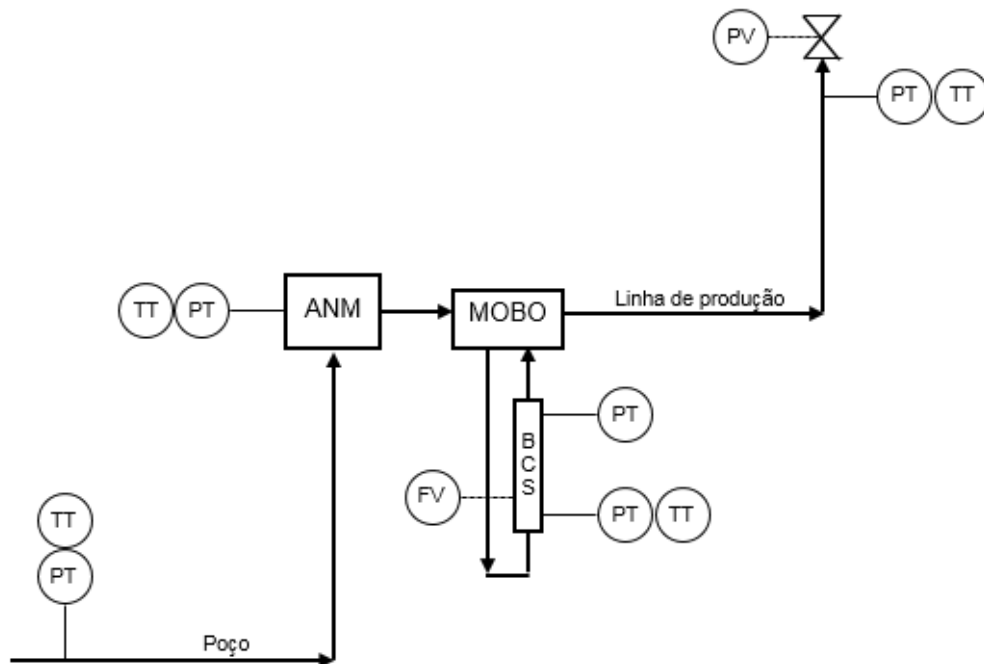 PV
PT TT
TT PT
ANM
MOBO
Linha de produção
PT
B
C
S
FV
PT TT
TT
PT
Poço